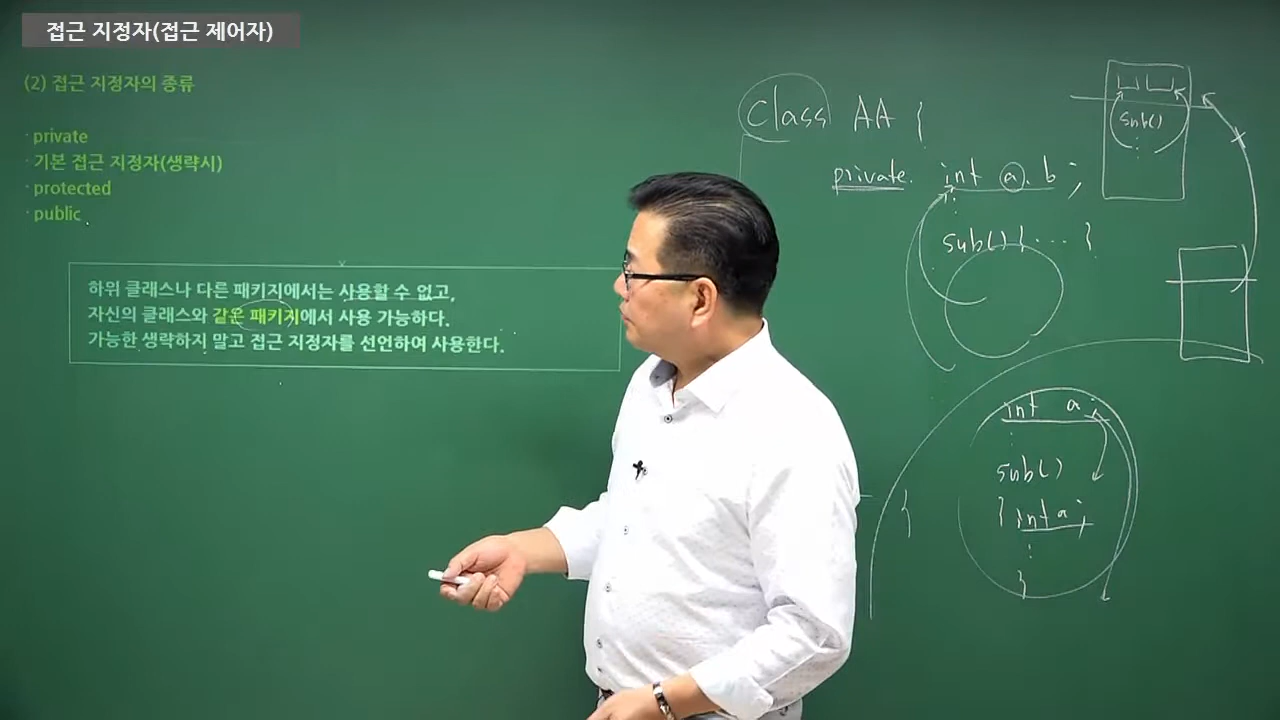 접근 지정자(접근 제어자)
(2) 접근 지정자의 종류
· private
· 기본 접근 지정자(생략시)
· protected
· public
하위 클래스나 다른 패키지에서는 사용할 수 없고,
자신의 클래스와 같은 패키지에서 사용 가능하다.
가능한 생략하지 말고 접근 지정자를 선언하여 사용한다.
class AA {
private. int a. b ;
⋮
sub() { ... }
}
sub()
⋮
int a;
⋮
sub()
{ int a;
⋮
}